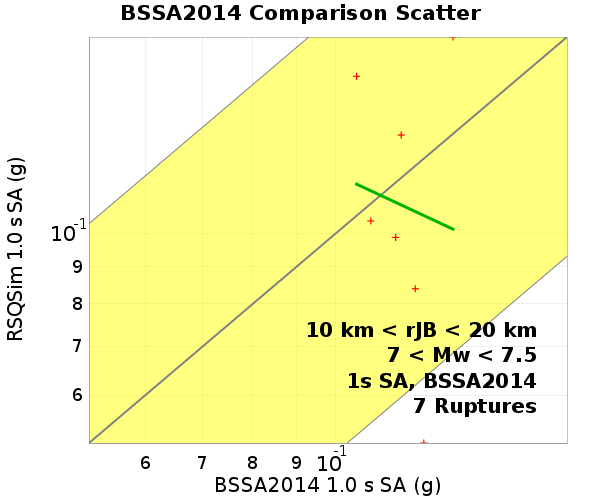 BSSA2014 Comparison Scatter
RSQSim 1.0 s SA (g)
10-1
9
8
7
6
10 km < rJB < 20 km
7 < Mw < 7.5
1s SA, BSSA2014
7 Ruptures
6 7 8 9 10-1
BSSA2014 1.0 s SA (g)